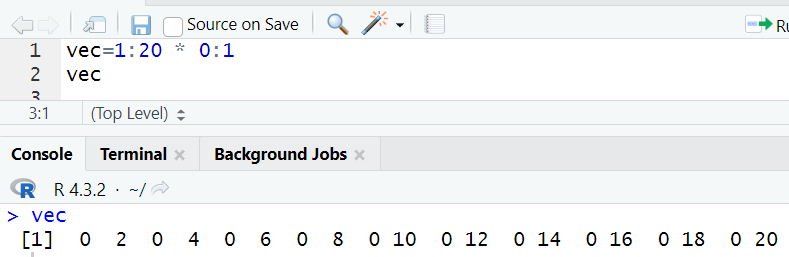 Source on Save Ru
1 vec=1:20 * 0:1
2 vec
3
3:1 (Top Level)
Console Terminal Background Jobs
R R 4.3.2 · ~/
> vec
[1] 0 2 0 4 0 6 0 8 0 10 0 12 0 14 0 16 0 18 0 20